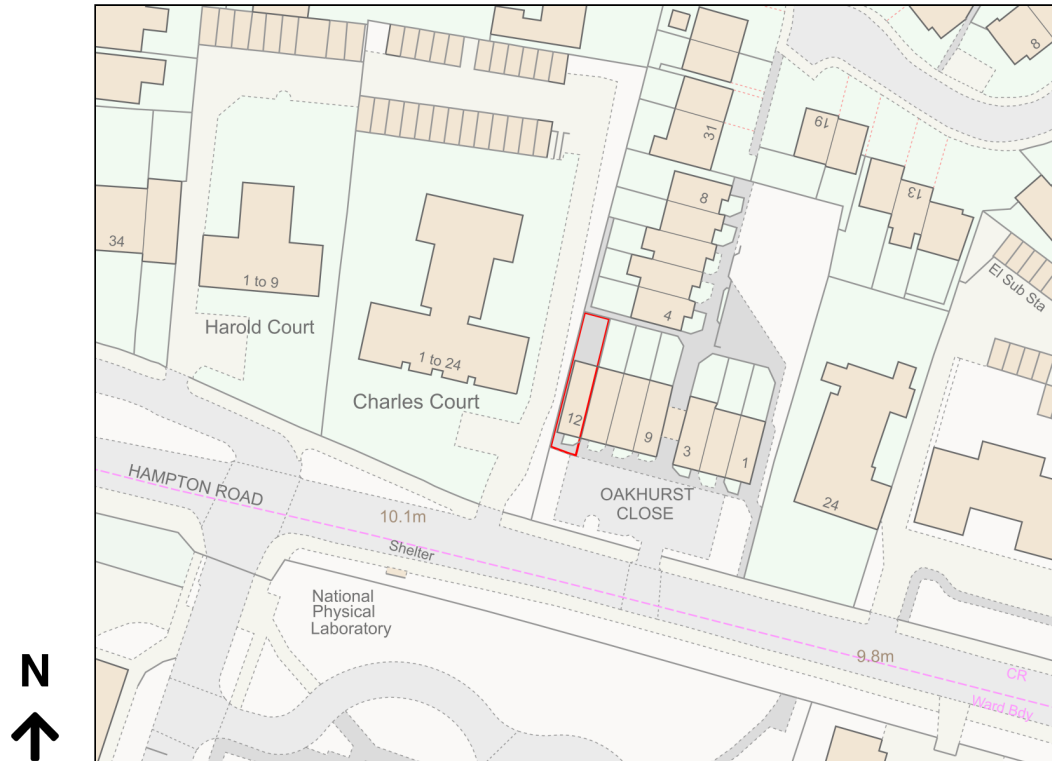 8
31
19
8
13
34
1 to 9
El Sub Sta
Harold Court
4
1 to 24
Charles Court
12
9
3
1
HAMPTON ROAD
OAKHURST
CLOSE
24
10.1m
Shelter
National
Physical
Laboratory
9.8m
CR
Ward Bdy
N